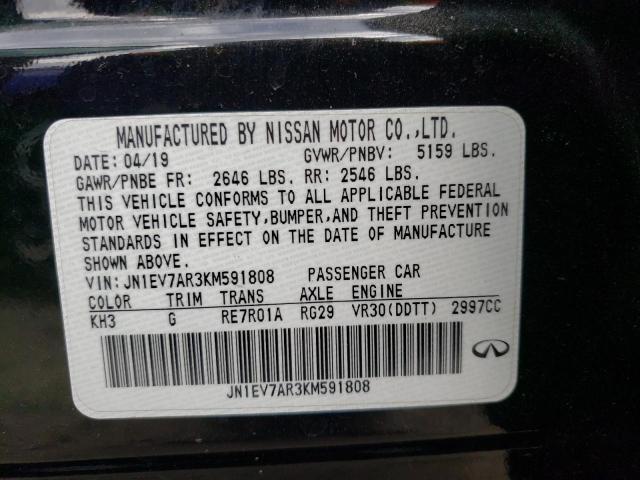 MANUFACTURED BY NISSAN MOTOR CO.,LTD.
DATE: 04/19 GVWR/PNBV: 5159 LBS.
GAWR/PNBE FR: 2646 LBS. RR: 2546 LBS.
THIS VEHICLE CONFORMS TO ALL APPLICABLE FEDERAL
MOTOR VEHICLE SAFETY,BUMPER,AND THEFT PREVENTION
STANDARDS IN EFFECT ON THE DATE OF MANUFACTURE
SHOWN ABOVE.
VIN: JN1EV7AR3KM591808 PASSENGER CAR
COLOR TRIM TRANS AXLE ENGINE
KH3 G RE7R01A RG29 VR30(DDTT) 2997CC
JN1EV7AR3KM591808